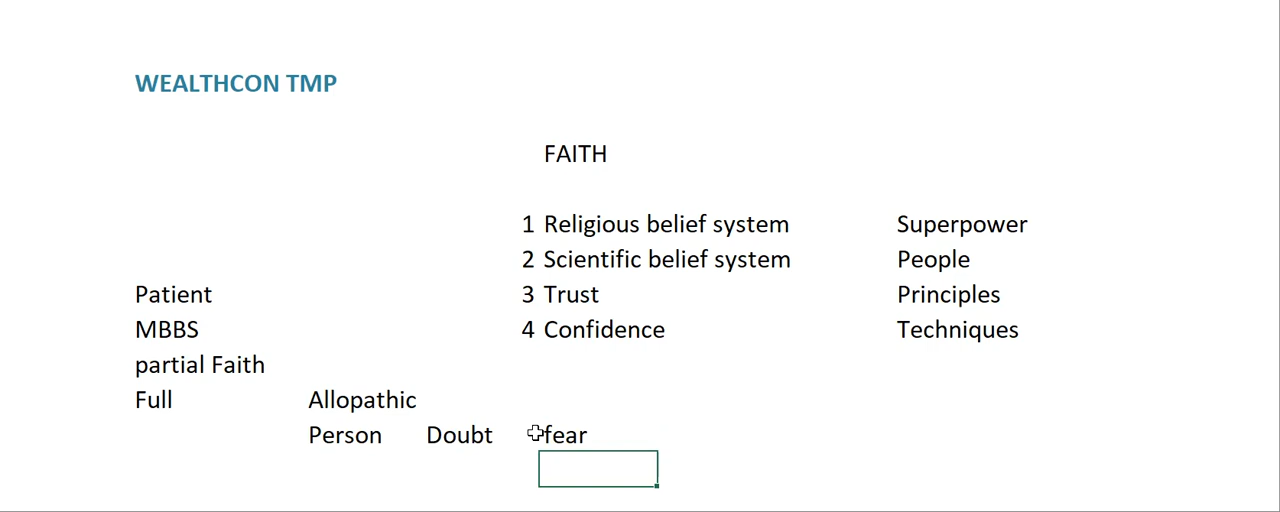 WEALTHCON TMP
FAITH
1 Religious belief system Superpower
2 Scientific belief system People
Patient 3 Trust Principles
MBBS 4 Confidence Techniques
partial Faith
Full Allopathic
Person Doubt fear